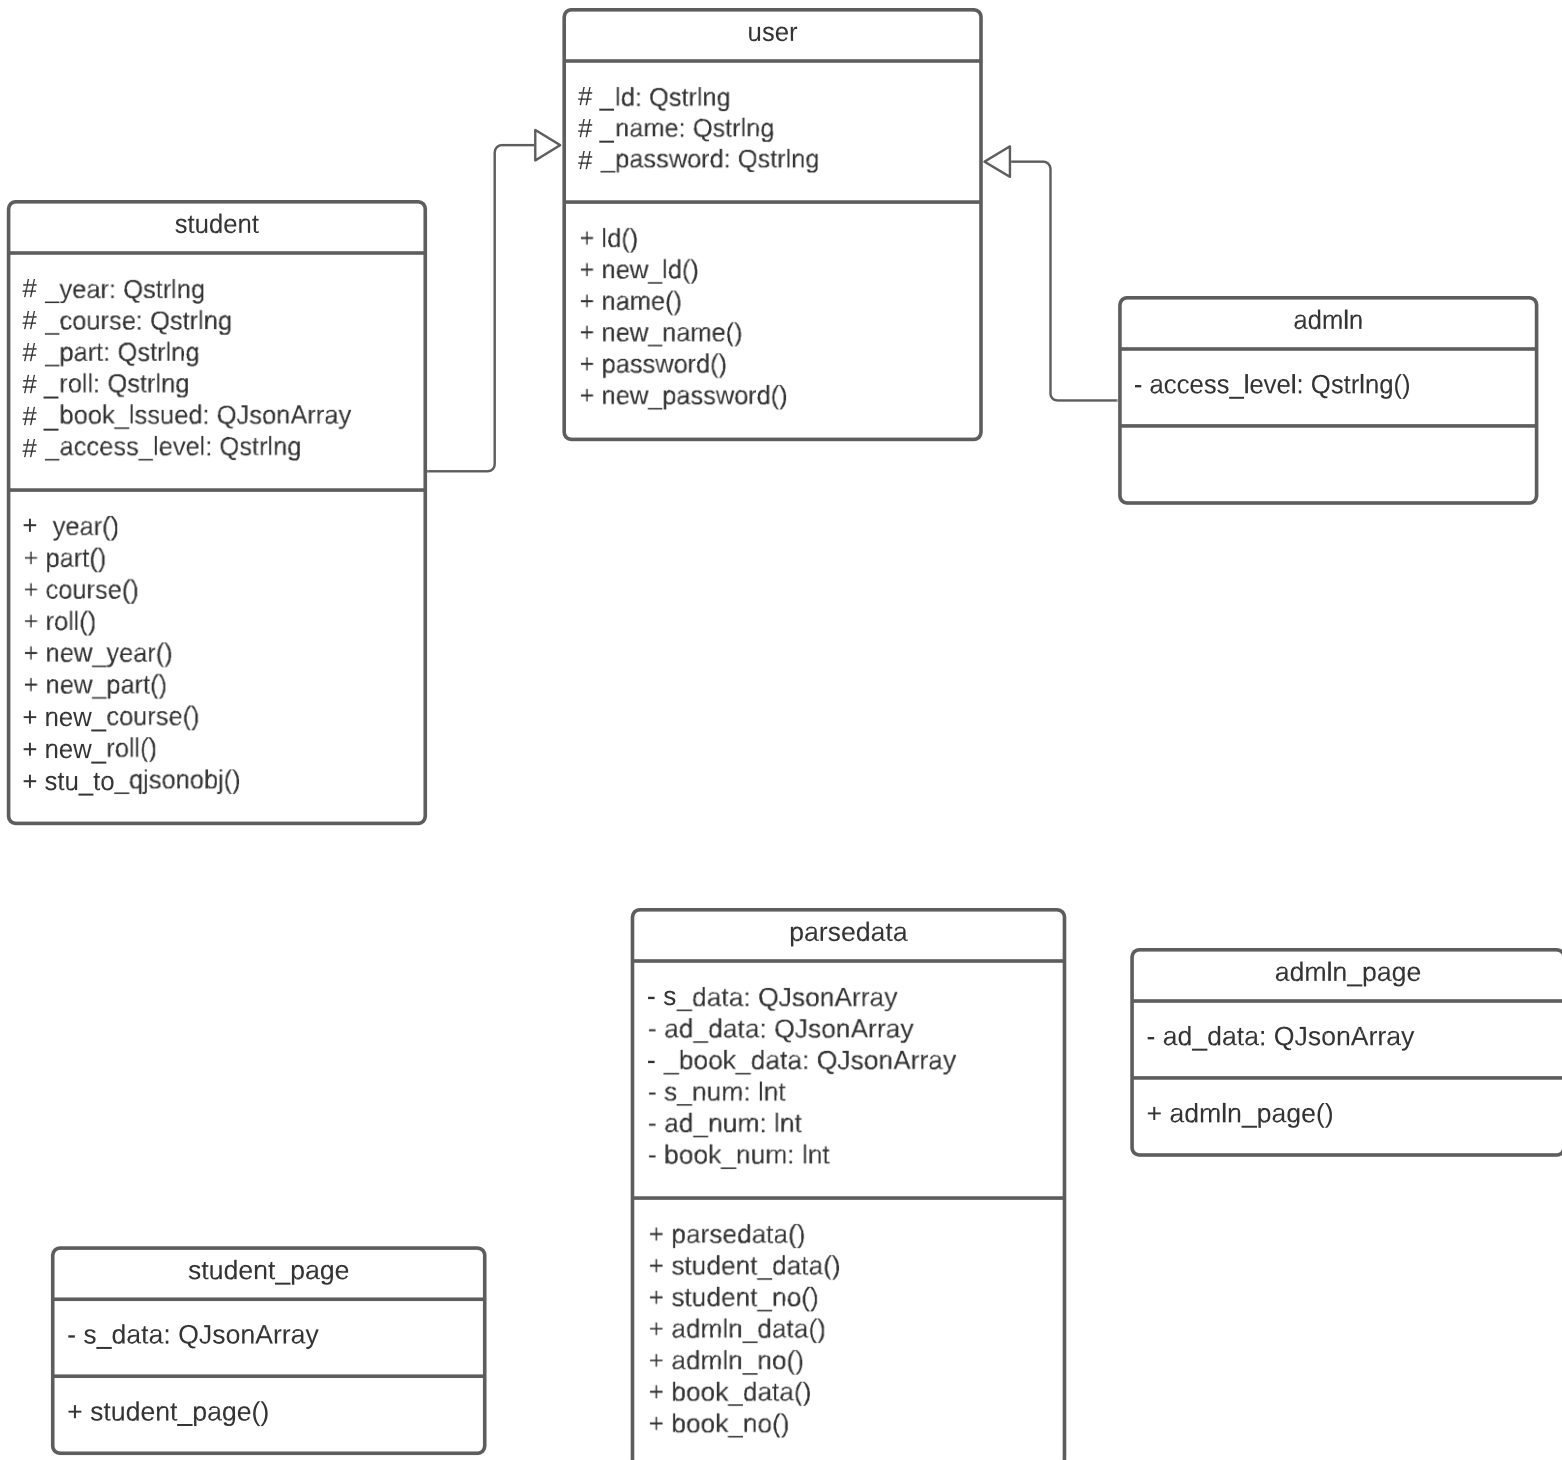 user
# _Id: QstrIng
# _name: QstrIng
# _password: QstrIng
+ Id()
+ new_Id()
+ name()
+ new_name()
+ password()
+ new_password()
student
# _year: QstrIng
# _course: QstrIng
# _part: QstrIng
# _roll: QstrIng
# _book_Issued: QJsonArray
# _access_level: QstrIng
+ year()
+ part()
+ course()
+ roll()
+ new_year()
+ new_part()
+ new_course()
+ new_roll()
+ stu_to_qjsonobj()
admIn
- access_level: QstrIng()
parsedata
- s_data: QJsonArray
- ad_data: QJsonArray
- _book_data: QJsonArray
- s_num: Int
- ad_num: Int
- book_num: Int
+ parsedata()
+ student_data()
+ student_no()
+ admIn_data()
+ admIn_no()
+ book_data()
+ book_no()
admIn_page
- ad_data: QJsonArray
+ admIn_page()
student_page
- s_data: QJsonArray
+ student_page()